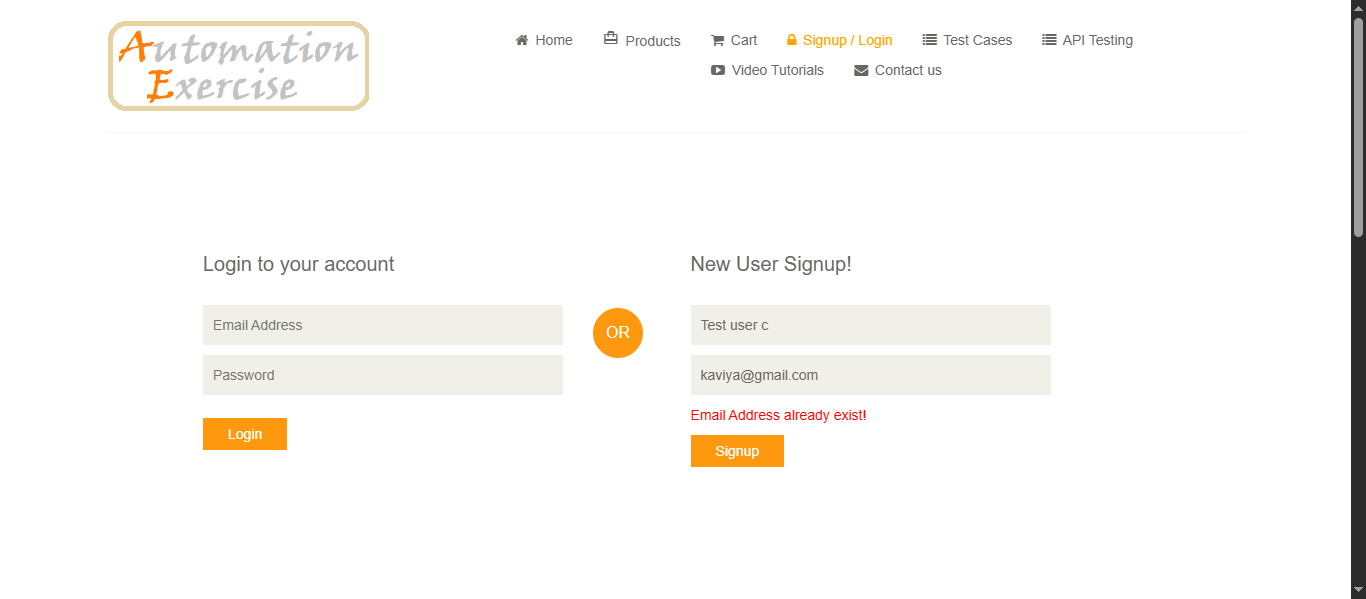 Automation
Exercise
Home Products Cart Signup / Login Test Cases API Testing
Video Tutorials Contact us
Login to your account
Email Address
Password
Login
OR
New User Signup!
Test user c
kaviya@gmail.com
Email Address already exist!
Signup